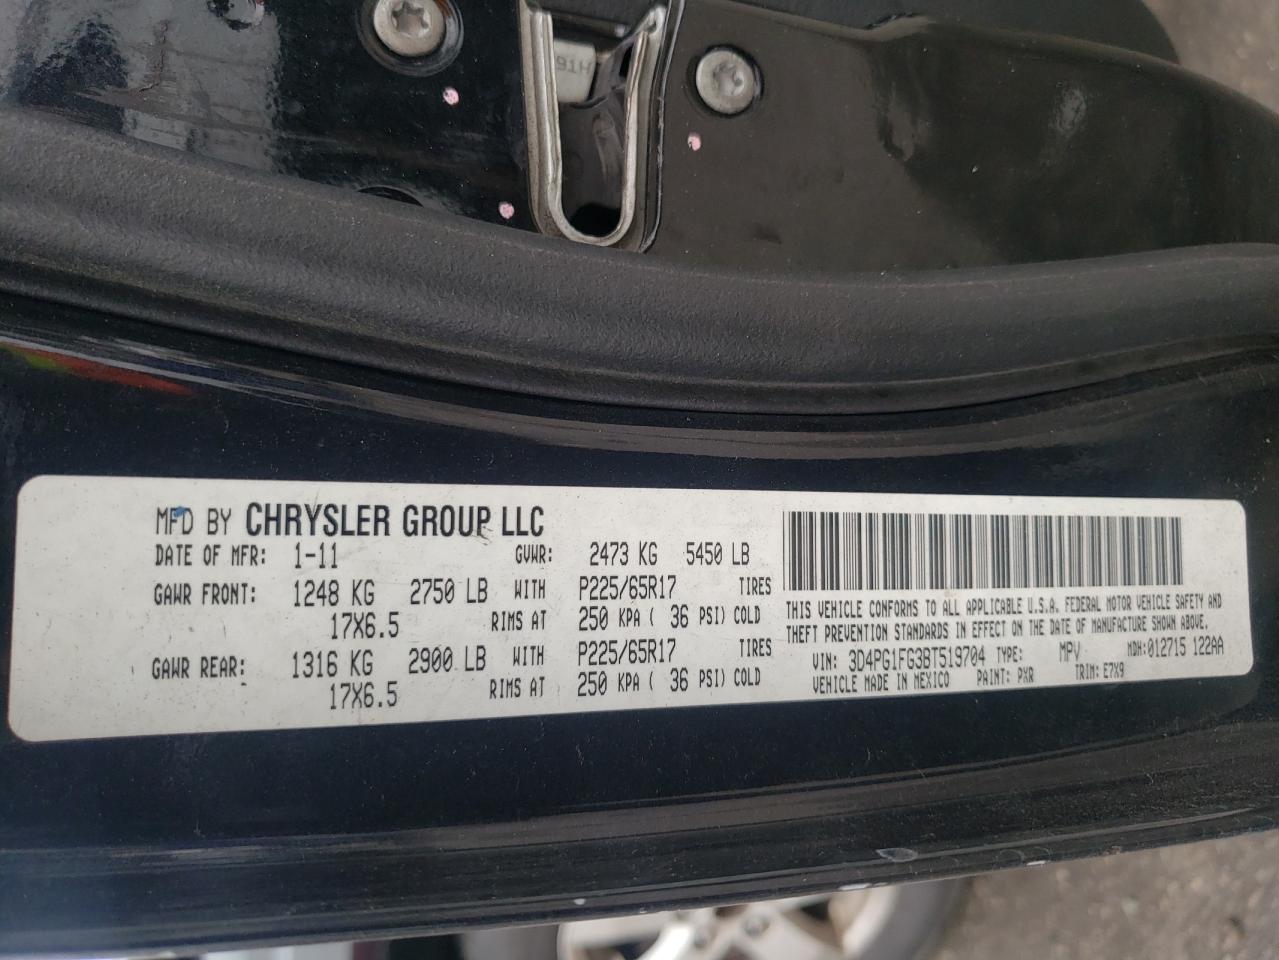 91H
MFD BY CHRYSLER GROUP LLC
DATE OF MFR: 1-11 GVWR: 2473 KG 5450 LB
GAWR FRONT: 1248 KG 2750 LB WITH P225/65R17 TIRES
17X6.5 RIMS AT 250 KPA ( 36 PSI) COLD
GAWR REAR: 1316 KG 2900 LB WITH P225/65R17 TIRES
17X6.5 RIMS AT 250 KPA ( 36 PSI) COLD
THIS VEHICLE CONFORMS TO ALL APPLICABLE U.S.A. FEDERAL MOTOR VEHICLE SAFETY AND
THEFT PREVENTION STANDARDS IN EFFECT ON THE DATE OF MANUFACTURE SHOWN ABOVE.
VIN: 3D4PG1FG3BT519704 TYPE: MPV MDH:012715 122AA
VEHICLE MADE IN MEXICO PAINT: PXR TRIM: E7X9